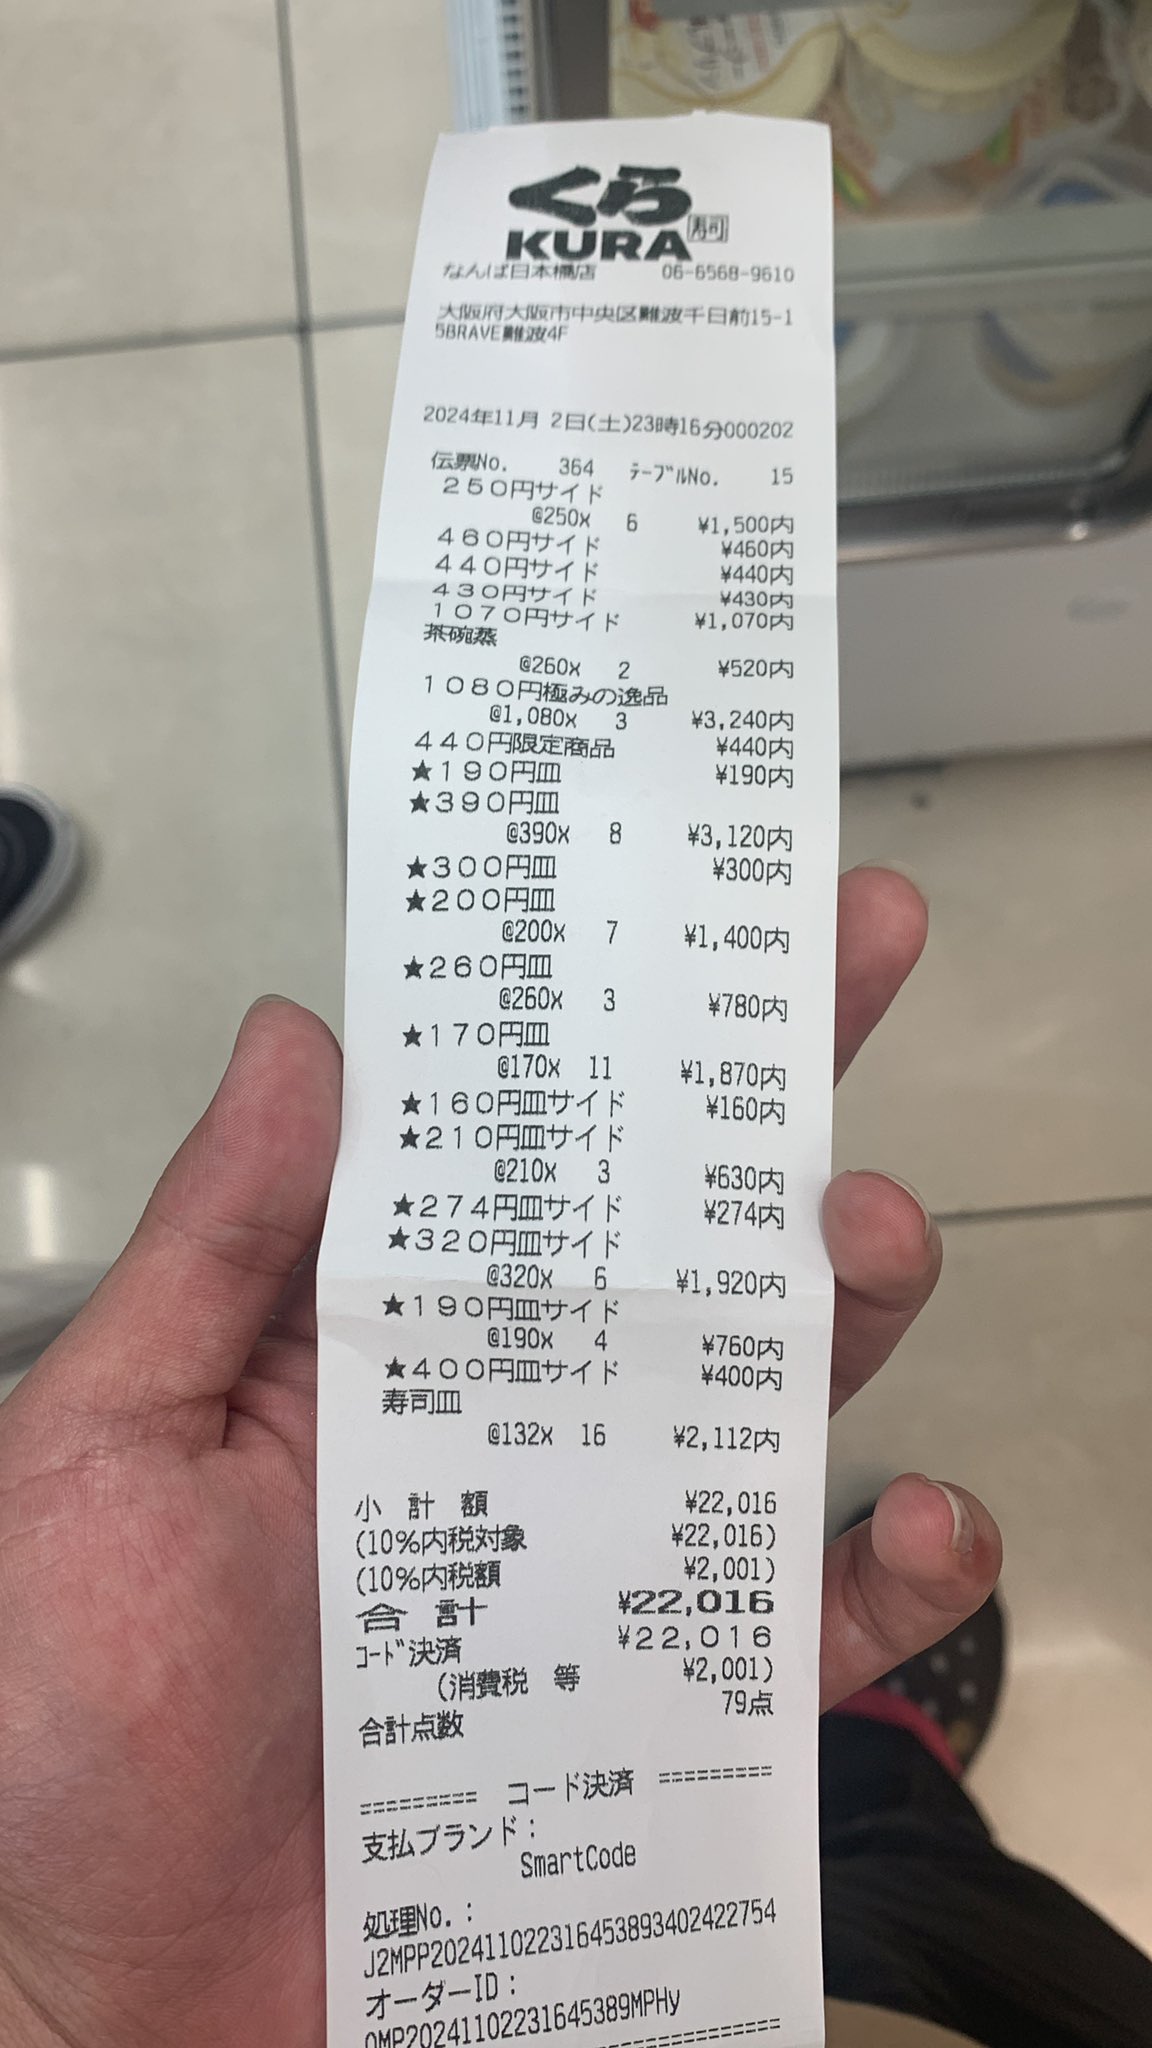 くら
KURA 寿司
なんば日本橋店 06-6568-9610
大阪府大阪市中央区難波千日前15-1
5BRAVE難波4F
2024年11月 2日(土)23時16分000202
伝票No. 364 テーブルNo. 15
250円サイド
@250x 6 ¥1,500内
460円サイド ¥460内
440円サイド ¥440内
430円サイド ¥430内
1070円サイド ¥1,070内
茶碗蒸
@260x 2 ¥520内
1080円極みの逸品
@1,080x 3 ¥3,240内
440円限定商品 ¥440内
★190円皿 ¥190内
★390円皿
@390x 8 ¥3,120内
★300円皿 ¥300内
★200円皿
@200x 7 ¥1,400内
★260円皿
@260x 3 ¥780内
★170円皿
@170x 11 ¥1,870内
★160円皿サイド ¥160内
★210円皿サイド
@210x 3 ¥630内
★274円皿サイド ¥274内
★320円皿サイド
@320x 6 ¥1,920内
★190円皿サイド
@190x 4 ¥760内
★400円皿サイド ¥400内
寿司皿
@132x 16 ¥2,112内
小 計 額 ¥22,016
(10%内税対象 ¥22,016)
(10%内税額 ¥2,001)
合 計 ¥22,016
コード決済 ¥22,016
(消費税 等 ¥2,001)
合計点数 79点
========= コード決済 =========
支払ブランド:
SmartCode
処理No.:
J2MPP20241102231645389340242​2754
オーダーID:
OMP20241102231645389MPHy